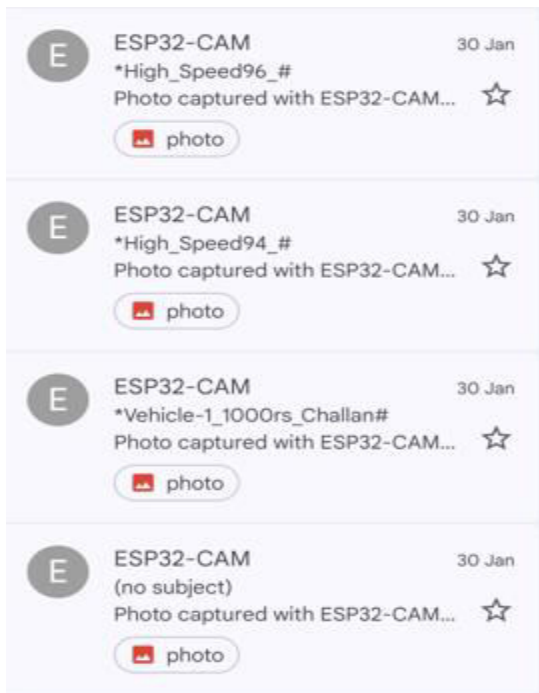 E
ESP32-CAM 30 Jan
*High_Speed96_#
Photo captured with ESP32-CAM...
photo
E
ESP32-CAM 30 Jan
*High_Speed94_#
Photo captured with ESP32-CAM...
photo
E
ESP32-CAM 30 Jan
*Vehicle-1_1000rs_Challan#
Photo captured with ESP32-CAM...
photo
E
ESP32-CAM 30 Jan
(no subject)
Photo captured with ESP32-CAM...
photo